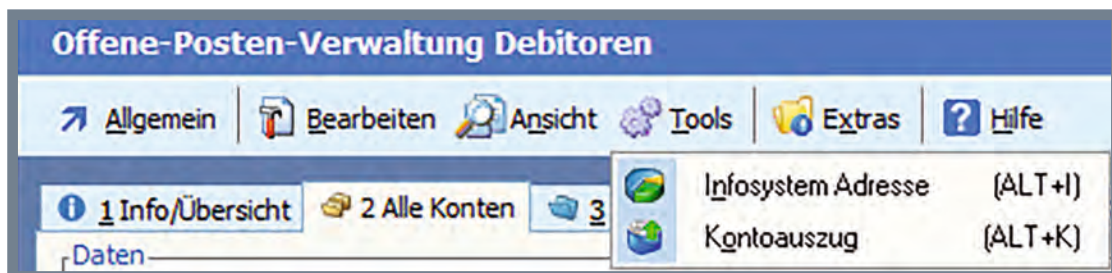 Offene-Posten-Verwaltung Debitoren
Allgemein Bearbeiten Ansicht Tools Extras Hilfe
1 Info/Übersicht 2 Alle Konten 3
Infosystem Adresse (ALT+I)
Kontoauszug (ALT+K)
Daten